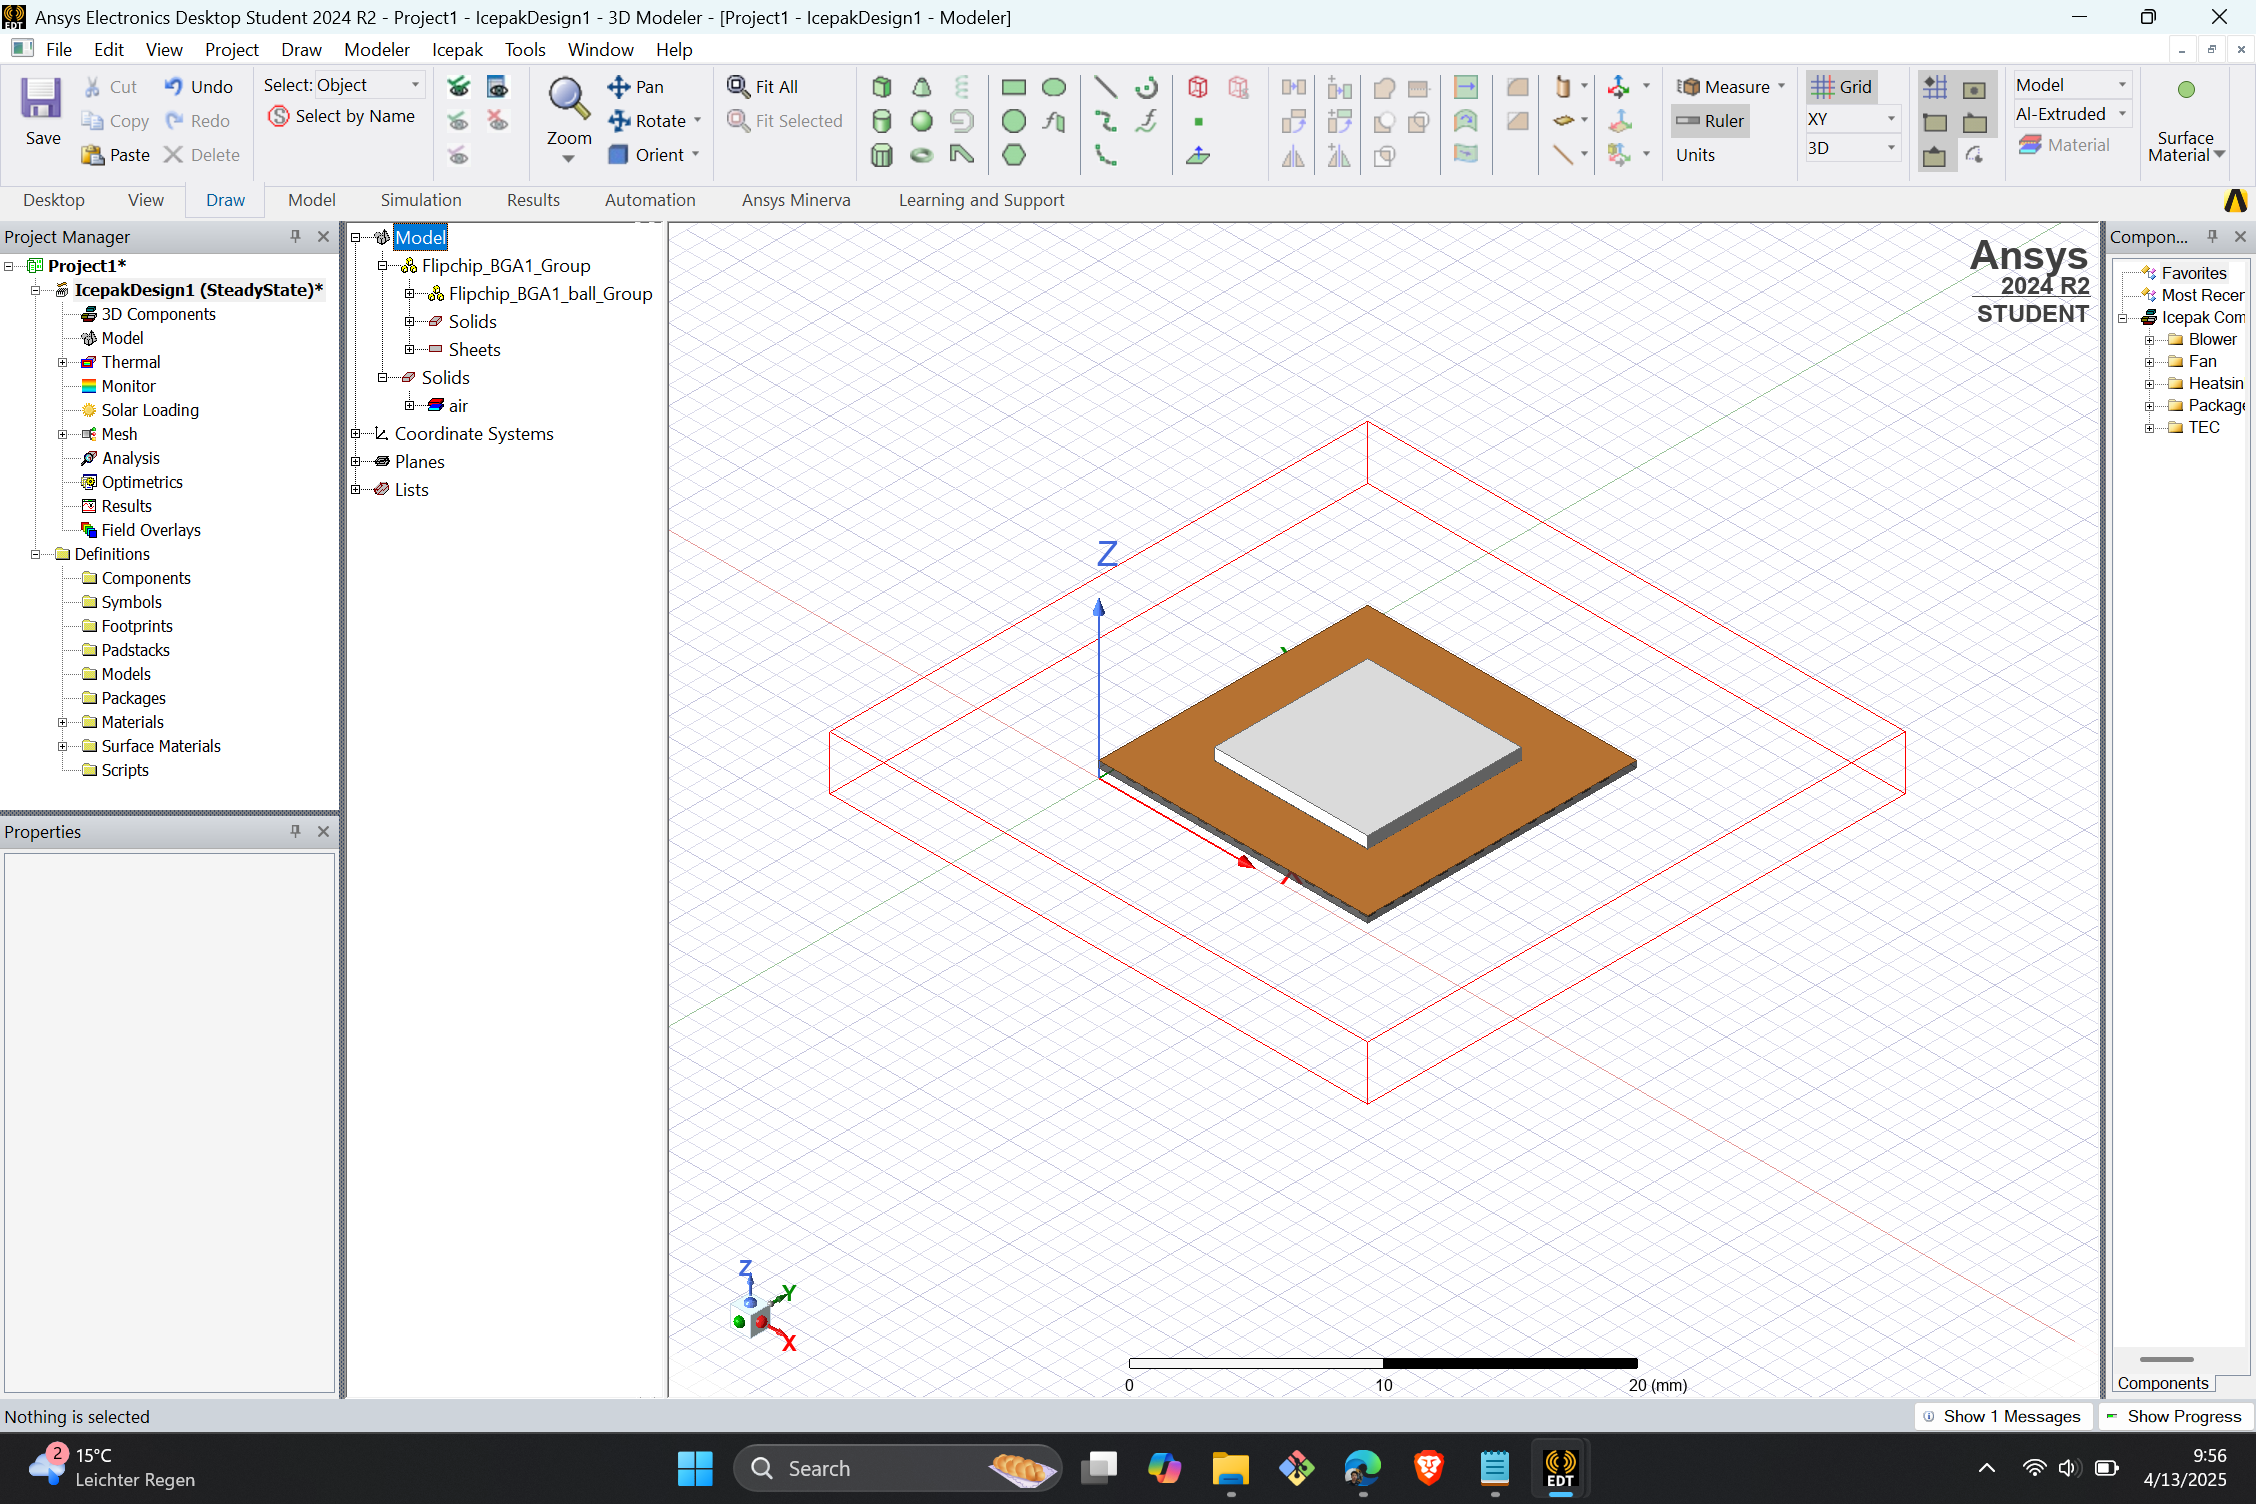 Ansys Electronics Desktop Student 2024 R2 - Project1 - IcepakDesign1 - 3D Modeler - [Project1 - IcepakDesign1 - Modeler]
File Edit View Project Draw Modeler Icepak Tools Window Help
Save
Cut
Copy
Paste
Undo
Redo
Delete
Select: Object
Select by Name
Zoom
Pan
Rotate
Orient
Fit All
Fit Selected
Measure
Ruler
Units
Grid
XY
3D
Model
Al-Extruded
Material
Surface
Material
Desktop View Draw Model Simulation Results Automation Ansys Minerva Learning and Support
Project Manager
Project1*
IcepakDesign1 (SteadyState)*
3D Components
Model
Thermal
Monitor
Solar Loading
Mesh
Analysis
Optimetrics
Results
Field Overlays
Definitions
Components
Symbols
Footprints
Padstacks
Models
Packages
Materials
Surface Materials
Scripts
Properties
Model
Flipchip_BGA1_Group
Flipchip_BGA1_ball_Group
Solids
Sheets
Solids
air
Coordinate Systems
Planes
Lists
Ansys
2024 R2
STUDENT
Z
Z
Y
X
0 10 20 (mm)
Compon...
Favorites
Most Recer
Icepak Com
Blower
Fan
Heatsin
Package
TEC
Components
Nothing is selected
Show 1 Messages
Show Progress
2
15°C
Leichter Regen
Search
EDT
9:56
4/13/2025